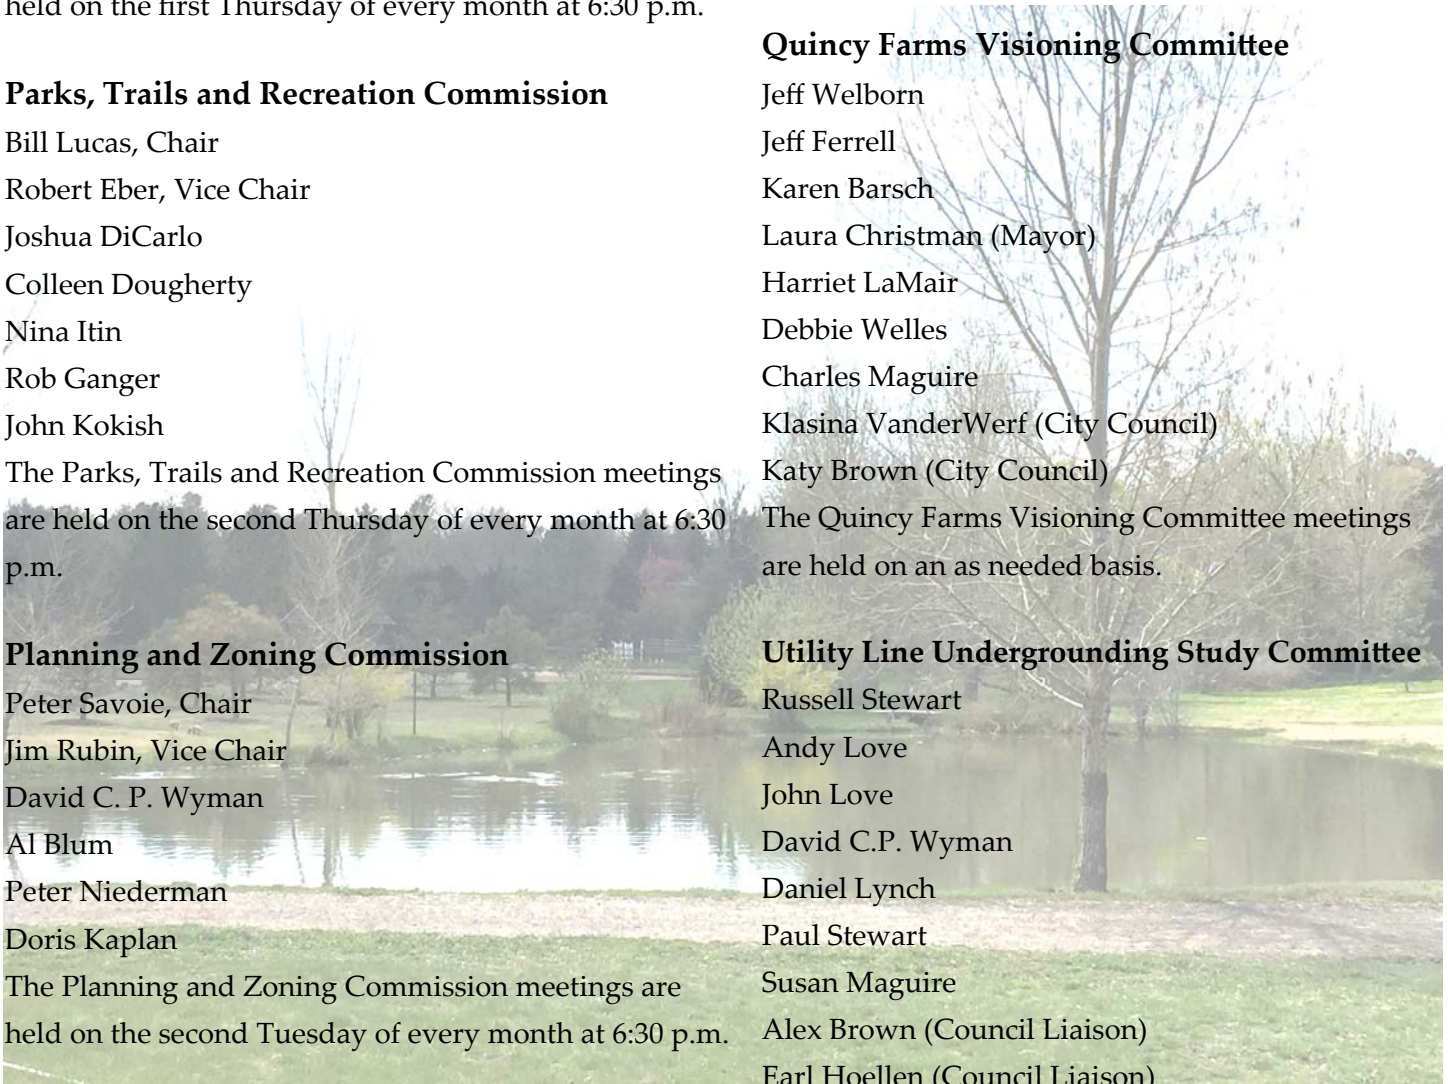 held on the first Thursday of every month at 6:30 p.m.
Parks, Trails and Recreation Commission
Bill Lucas, Chair
Robert Eber, Vice Chair
Joshua DiCarlo
Colleen Dougherty
Nina Itin
Rob Ganger
John Kokish
The Parks, Trails and Recreation Commission meetings
are held on the second Thursday of every month at 6:30
p.m.
Planning and Zoning Commission
Peter Savoie, Chair
Jim Rubin, Vice Chair
David C. P. Wyman
Al Blum
Peter Niederman
Doris Kaplan
The Planning and Zoning Commission meetings are
held on the second Tuesday of every month at 6:30 p.m.
Quincy Farms Visioning Committee
Jeff Welborn
Jeff Ferrell
Karen Barsch
Laura Christman (Mayor)
Harriet LaMair
Debbie Welles
Charles Maguire
Klasina VanderWerf (City Council)
Katy Brown (City Council)
The Quincy Farms Visioning Committee meetings
are held on an as needed basis.
Utility Line Undergrounding Study Committee
Russell Stewart
Andy Love
John Love
David C.P. Wyman
Daniel Lynch
Paul Stewart
Susan Maguire
Alex Brown (Council Liaison)
Earl Hoellen (Council Liaison)